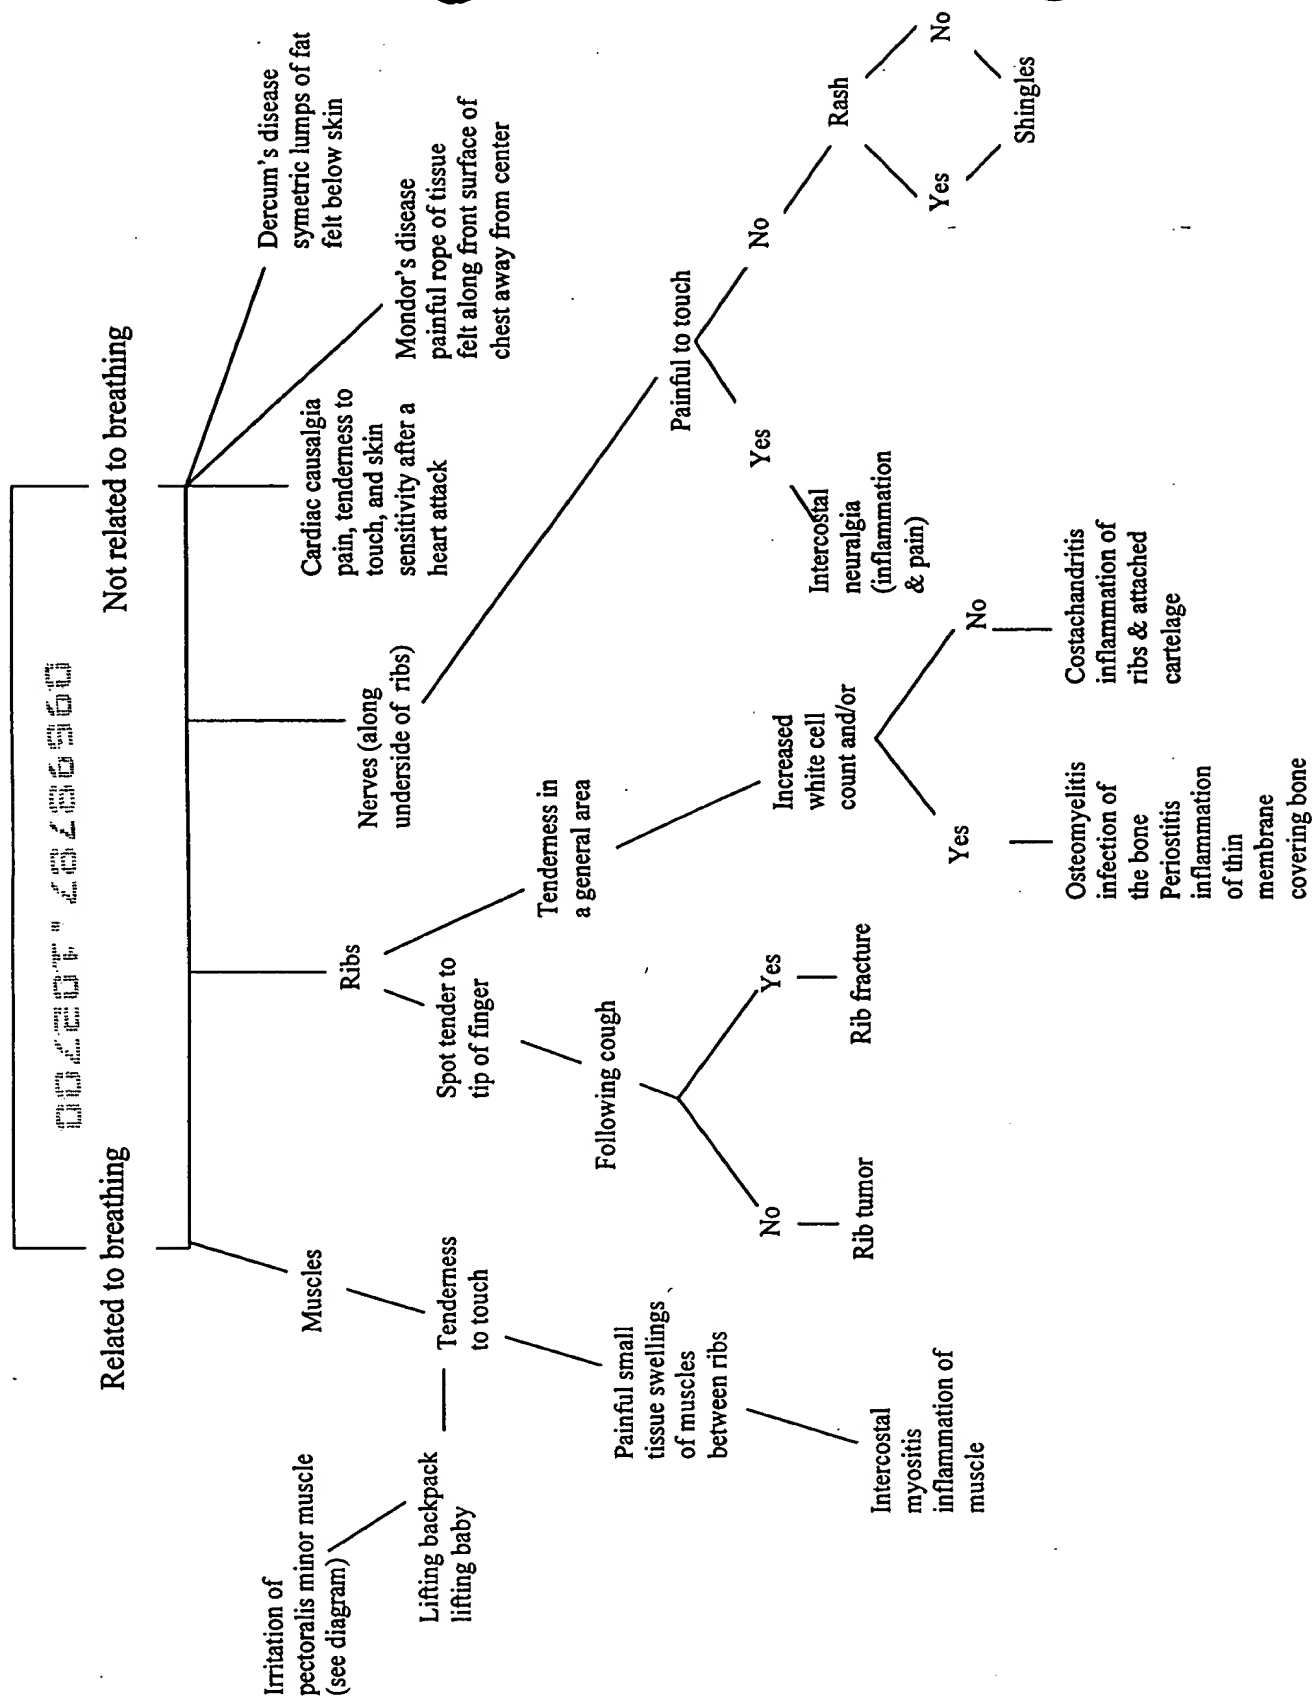 09698787.102700
Related to breathing
Not related to breathing
Irritation of
pectoralis minor muscle
(see diagram)
Lifting backpack
lifting baby
Muscles
Tenderness
to touch
Painful small
tissue swellings
of muscles
between ribs
Intercostal
myositis
inflammation of
muscle
Ribs
Spot tender to
tip of finger
Following cough
No
Yes
Rib tumor
Rib fracture
Tenderness in
a general area
Increased
white cell
count and/or
Yes
No
Osteomyelitis
infection of
the bone
Periostitis
inflammation
of thin
membrane
covering bone
Costachandritis
inflammation of
ribs & attached
cartelage
Nerves (along
underside of ribs)
Painful to touch
Yes
No
Intercostal
neuralgia
(inflammation
& pain)
Rash
Yes
No
Shingles
Cardiac causalgia
pain, tenderness to
touch, and skin
sensitivity after a
heart attack
Mondor's disease
painful rope of tissue
felt along front surface of
chest away from center
Dercum's disease
symetric lumps of fat
felt below skin